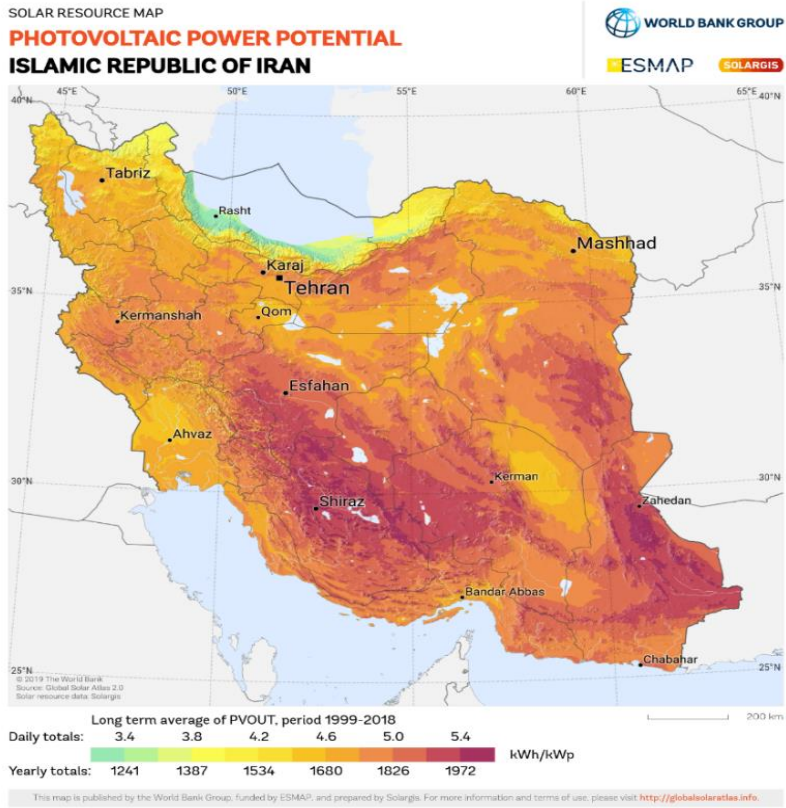 SOLAR RESOURCE MAP
PHOTOVOLTAIC POWER POTENTIAL
ISLAMIC REPUBLIC OF IRAN
WORLD BANK GROUP
ESMAP
SOLARGIS
45°E 50°E 55°E 60°E 65°E
40°N 40°N
Tabriz
Rasht
Mashhad
Karaj
Tehran
35°N 35°N
Kermanshah
Qom
Esfahan
Ahvaz
30°N 30°N
Kerman
Shiraz
Zahedan
Bandar Abbas
Chabahar
25°N 25°N
© 2019 The World Bank
Source: Global Solar Atlas 2.0
Solar resource data: Solargis
200 km
Long term average of PVOUT, period 1999-2018
Daily totals: 3.4 3.8 4.2 4.6 5.0 5.4
kWh/kWp
Yearly totals: 1241 1387 1534 1680 1826 1972
This map is published by the World Bank Group, funded by ESMAP, and prepared by Solargis. For more information and terms of use, please visit http://globalsolaratlas.info.